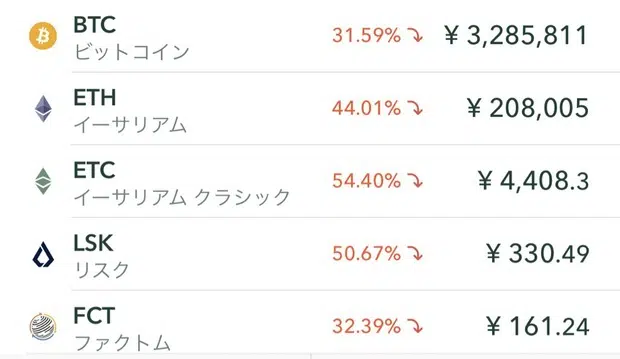 BTC 31.59% ⤵ ¥ 3,285,811
ビットコイン
ETH 44.01% ⤵ ¥ 208,005
イーサリアム
ETC 54.40% ⤵ ¥ 4,408.3
イーサリアム クラシック
LSK 50.67% ⤵ ¥ 330.49
リスク
FCT 32.39% ⤵ ¥ 161.24
ファクトム